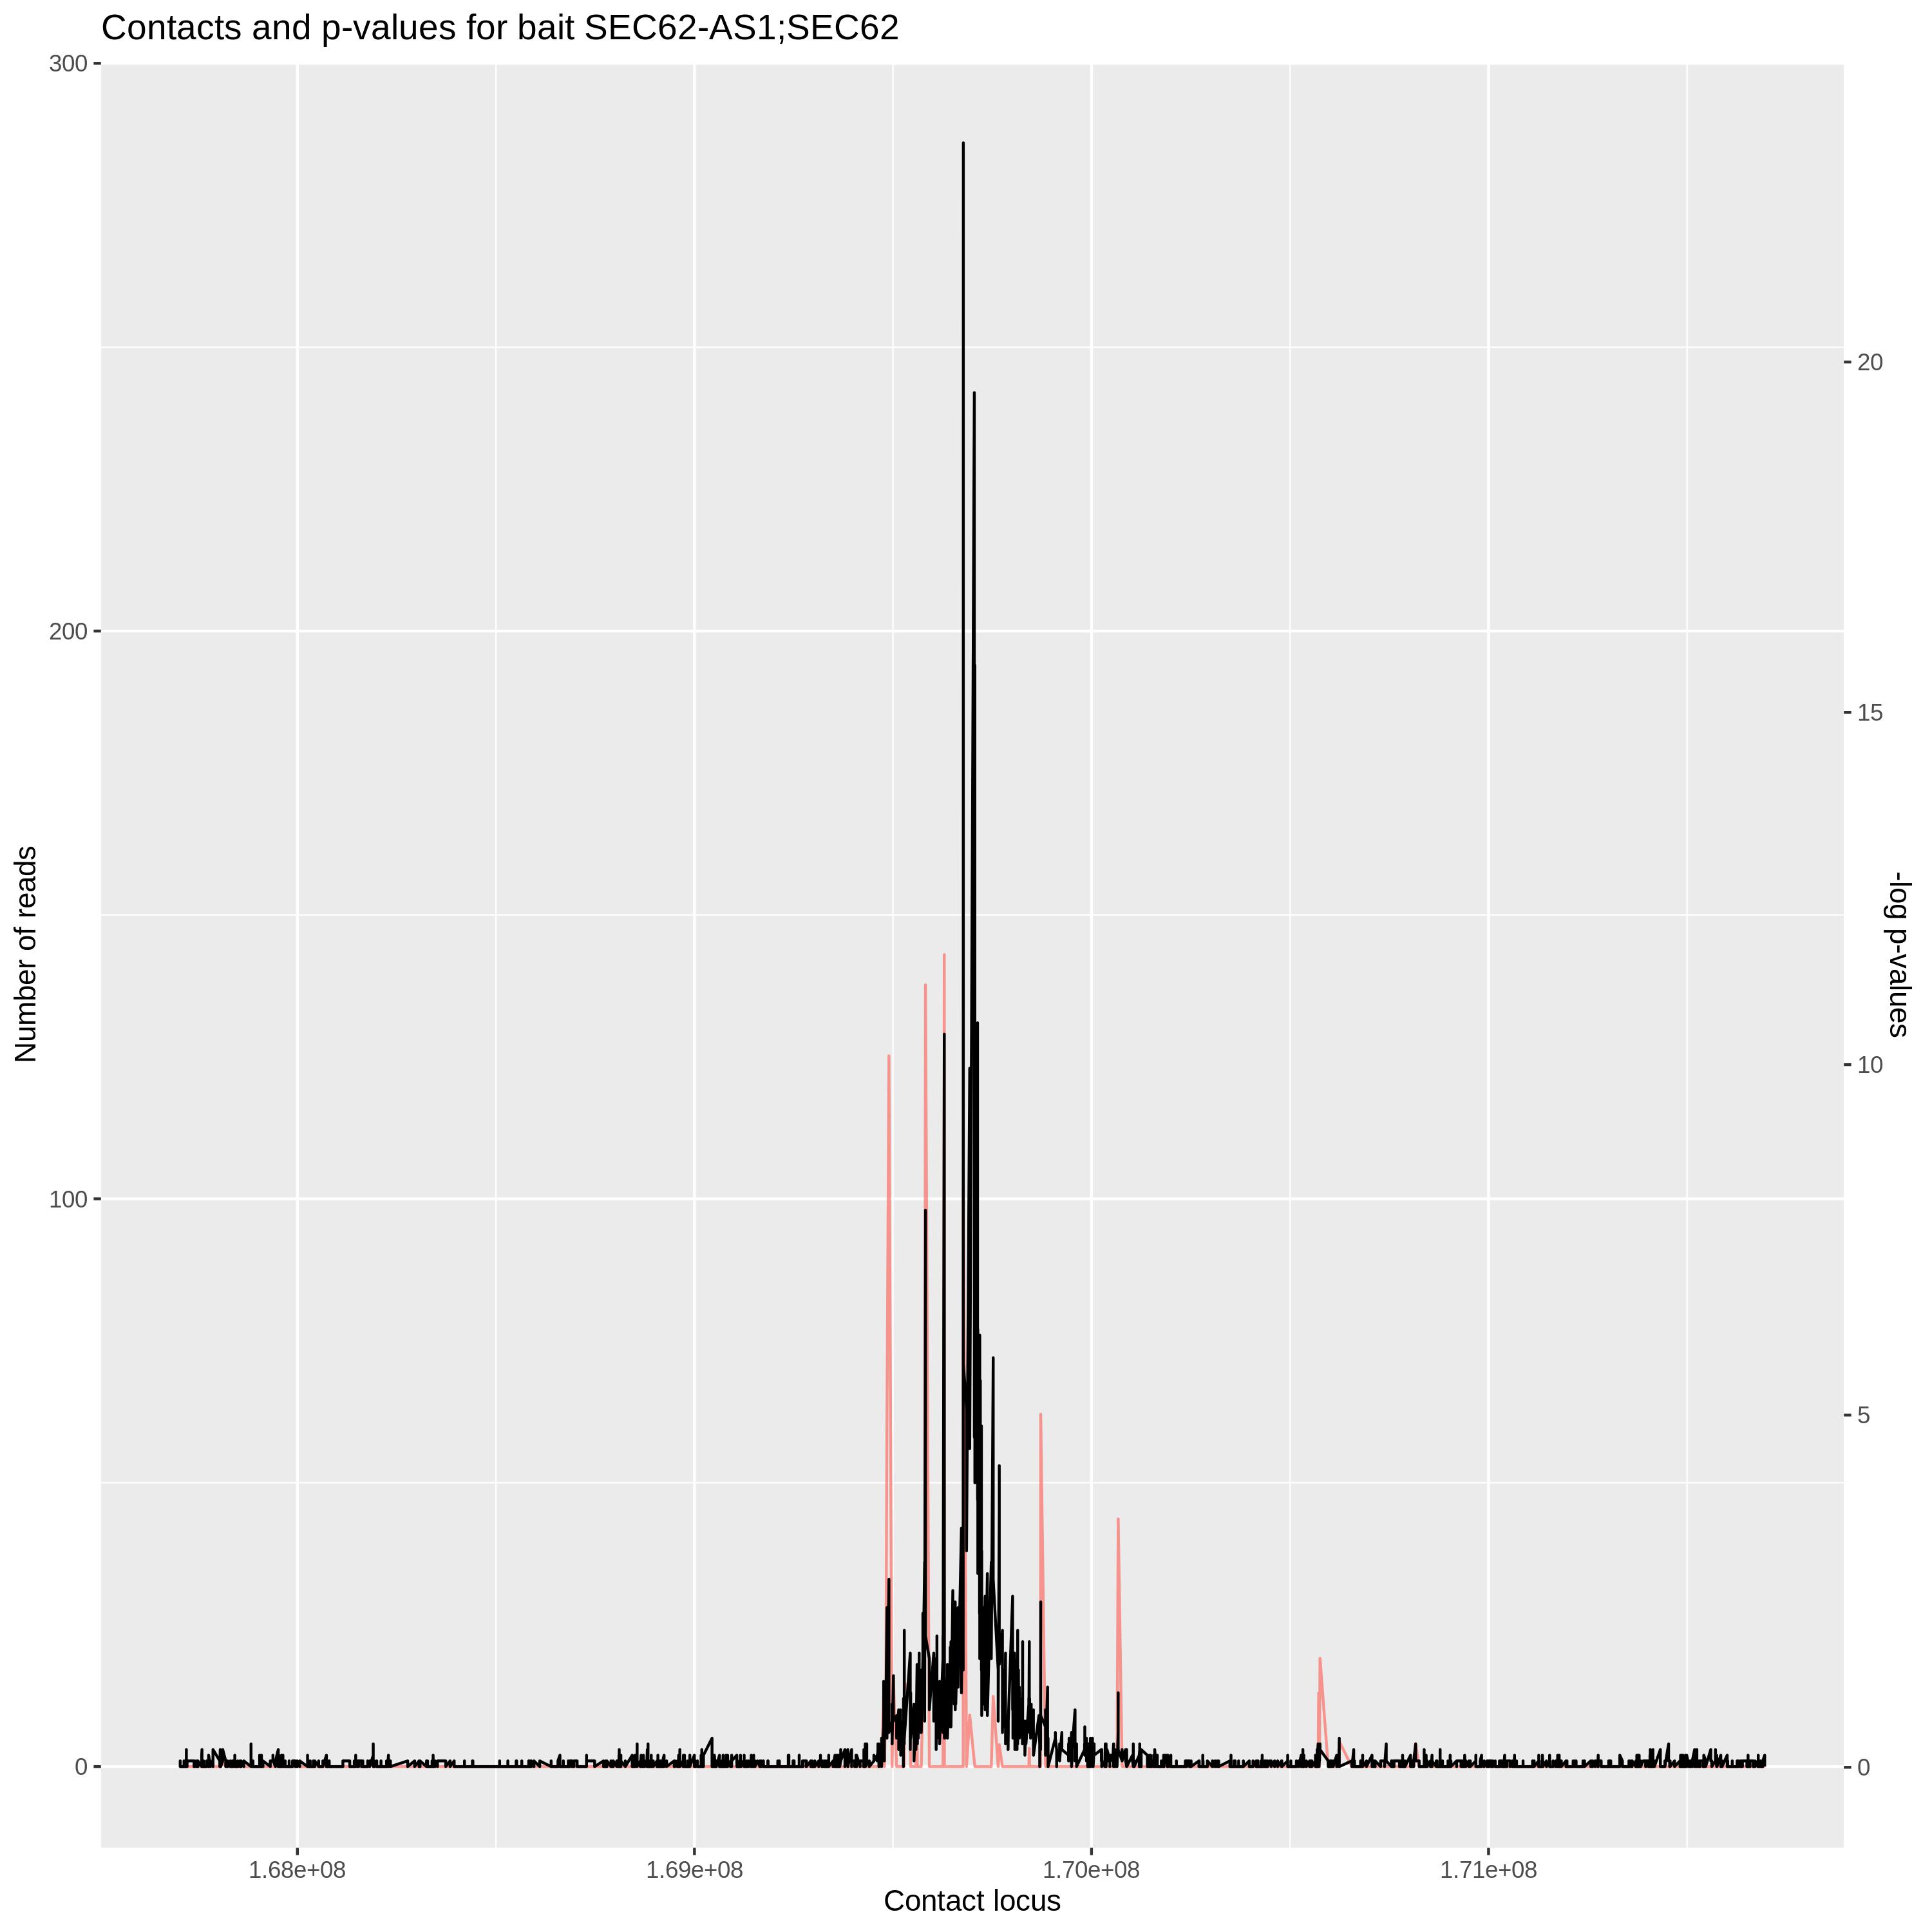 Contacts and p-values for bait SEC62-AS1;SEC62
300
200
100
0
Number of reads
20
15
10
5
0
-log p-values
1.68e+08 1.69e+08 1.70e+08 1.71e+08
Contact locus